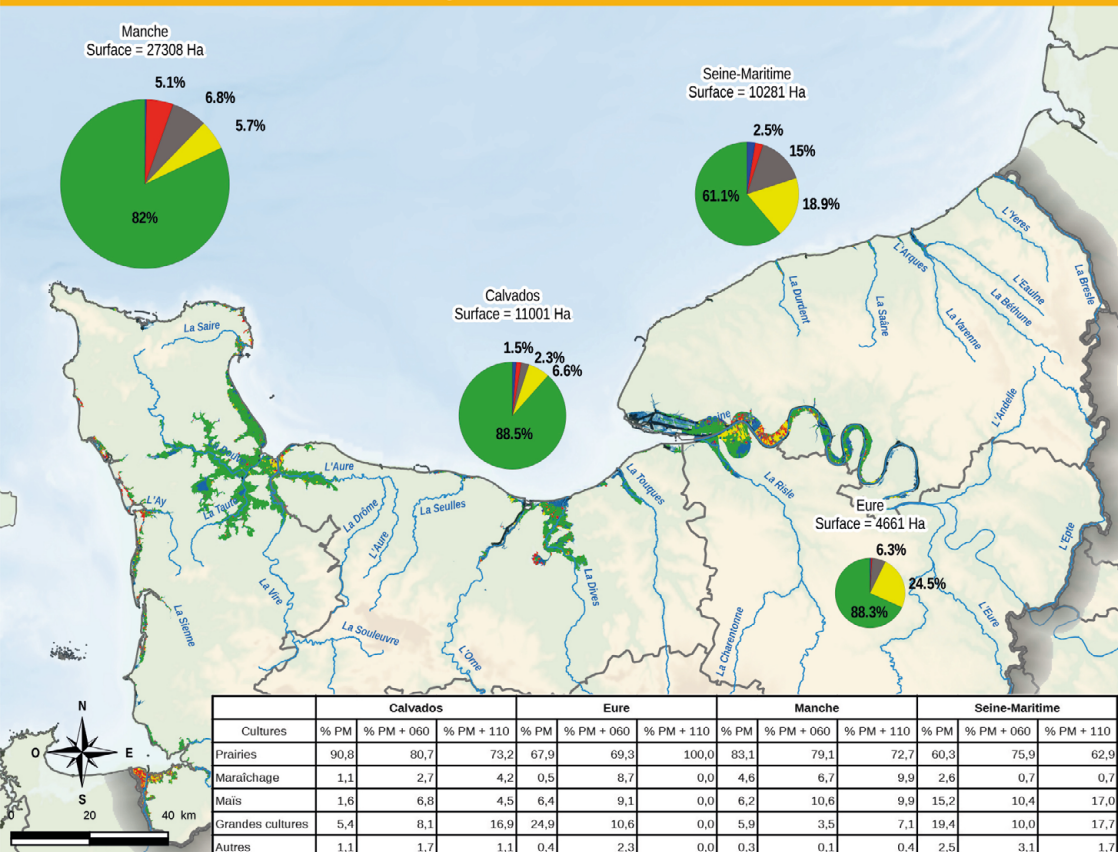 Manche
Surface = 27308 Ha
5.1%
6.8%
5.7%
82%
Seine-Maritime
Surface = 10281 Ha
2.5%
15%
61.1%
18.9%
Calvados
Surface = 11001 Ha
1.5%
2.3%
6.6%
88.5%
Eure
Surface = 4661 Ha
6.3%
24.5%
88.3%
La Saire
L'Ay
La Taute
L'Aure
La Drôme
L'Aure
La Seulles
La Vire
La Sienne
La Souleuvre
L'Orne
La Dives
La Touques
Seine
La Risle
La Charentonne
L'Eure
L'Epte
L'Andelle
La Durdent
La Saâne
L'Arques
La Varenne
La Béthune
L'Eaulne
L'Yeres
La Bresle
N
O
E
S
0 20 40 km
Calvados Eure Manche Seine-Maritime
Cultures % PM % PM + 060 % PM + 110 % PM % PM + 060 % PM + 110 % PM % PM + 060 % PM + 110 % PM % PM + 060 % PM + 110
Prairies 90,8 80,7 73,2 67,9 69,3 100,0 83,1 79,1 72,7 60,3 75,9 62,9
Maraîchage 1,1 2,7 4,2 0,5 8,7 0,0 4,6 6,7 9,9 2,6 0,7 0,7
Maïs 1,6 6,8 4,5 6,4 9,1 0,0 6,2 10,6 9,9 15,2 10,4 17,0
Grandes cultures 5,4 8,1 16,9 24,9 10,6 0,0 5,9 3,5 7,1 19,4 10,0 17,7
Autres 1,1 1,7 1,1 0,4 2,3 0,0 0,3 0,1 0,4 2,5 3,1 1,7